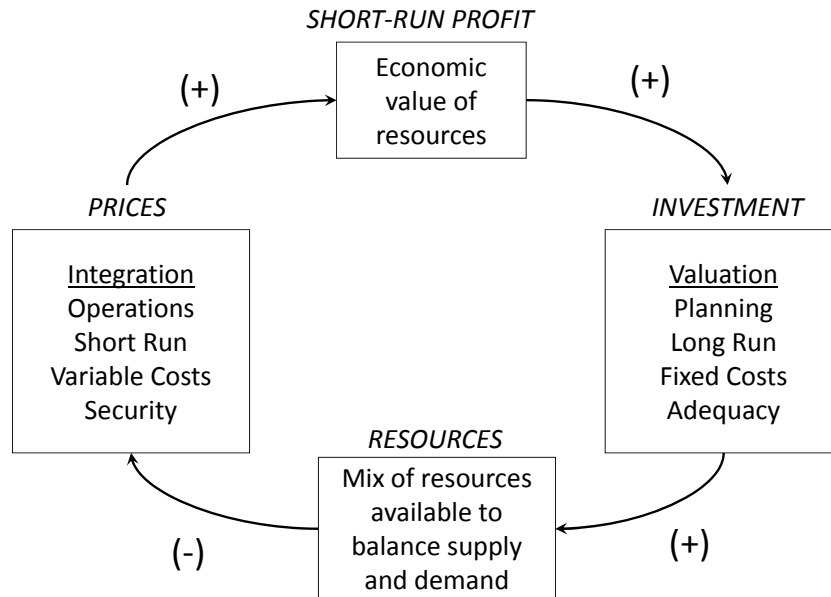 SHORT-RUN PROFIT
Economic
value of
resources
(+)
(+)
PRICES
Integration
Operations
Short Run
Variable Costs
Security
INVESTMENT
Valuation
Planning
Long Run
Fixed Costs
Adequacy
RESOURCES
Mix of resources
available to
balance supply
and demand
(-)
(+)